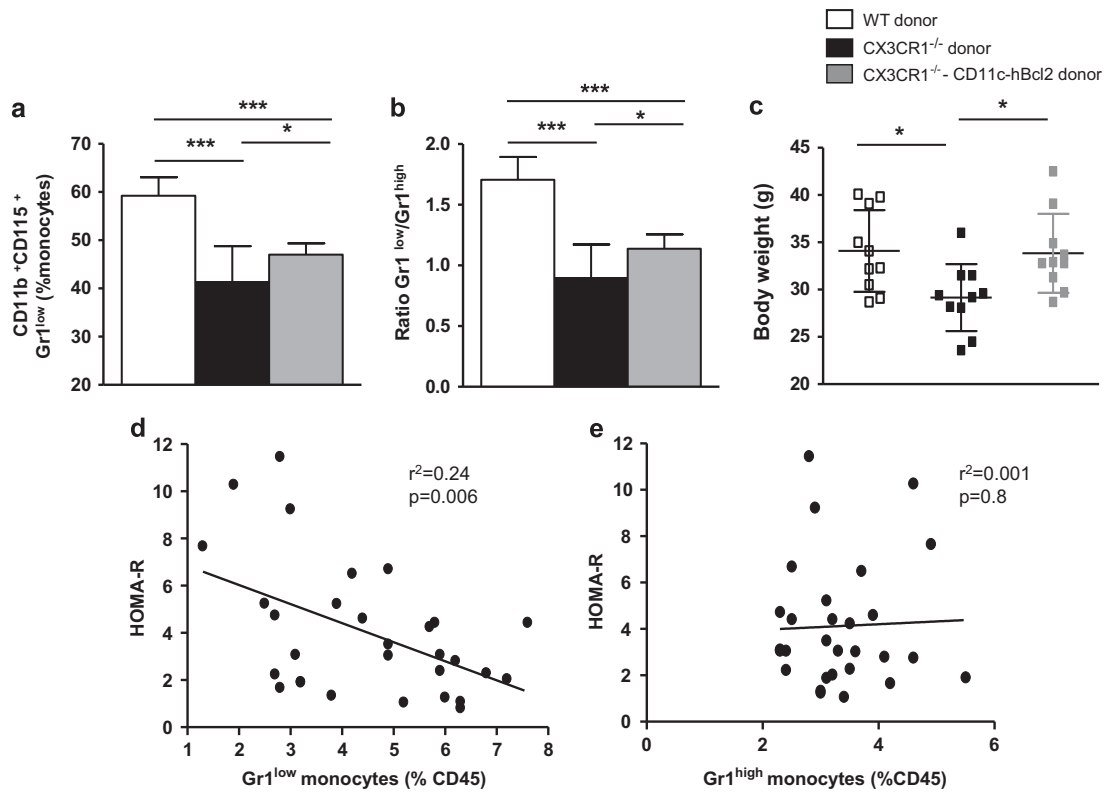 WT donor
CX3CR1-/- donor
CX3CR1-/-- CD11c-hBcl2 donor
a
***
***
*
CD11b +CD115 +
Gr1low (%monocytes)
70
60
50
40
30
20
b
***
***
*
Ratio Gr1 low/Gr1high
2.0
1.5
1.0
0.5
0.0
c
*
*
Body weight (g)
45
40
35
30
25
20
d
r2=0.24
p=0.006
HOMA-R
12
10
8
6
4
2
0
1 2 3 4 5 6 7 8
Gr1low monocytes (% CD45)
e
r2=0.001
p=0.8
HOMA-R
12
10
8
6
4
2
0
0 2 4 6
Gr1high monocytes (%CD45)